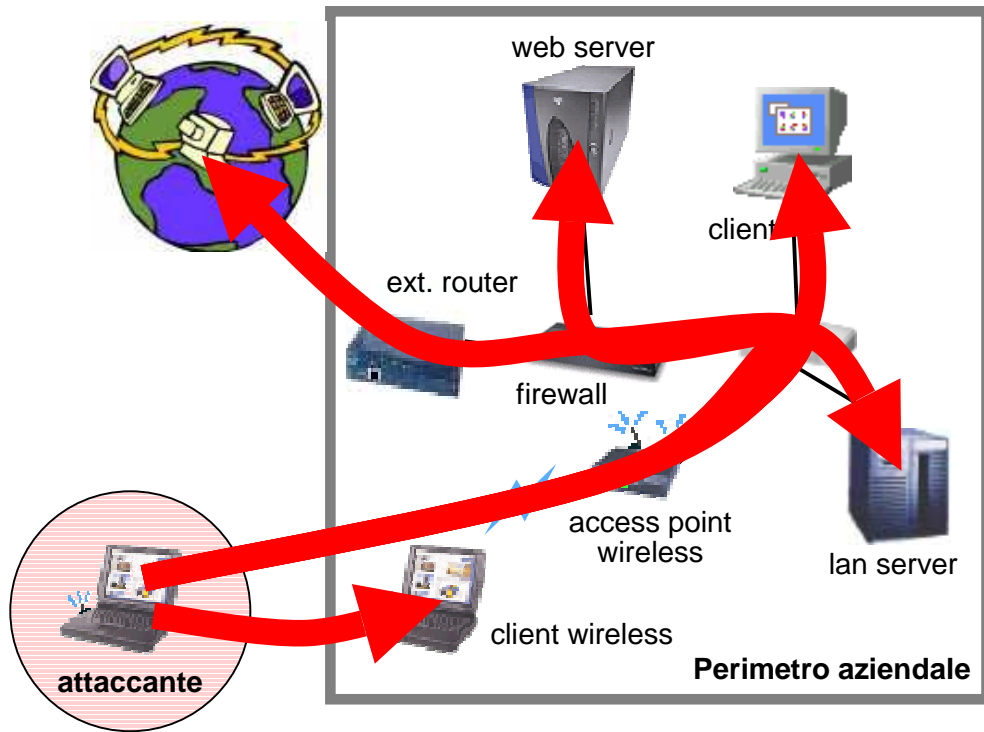 web server
client
ext. router
firewall
access point
wireless
lan server
client wireless
attaccante
Perimetro aziendale